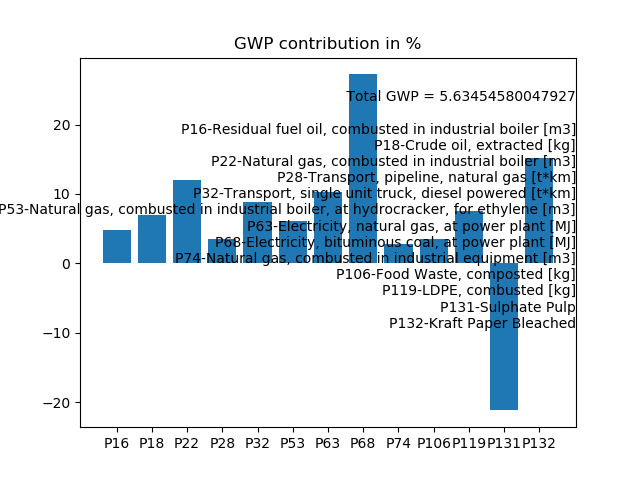 GWP contribution in %
Total GWP = 5.63454580047927
20
P16-Residual fuel oil, combusted in industrial boiler [m3]
P18-Crude oil, extracted [kg]
P22-Natural gas, combusted in industrial boiler [m3]
P28-Transport, pipeline, natural gas [t*km]
10
P32-Transport, single unit truck, diesel powered [t*km]
P53-Natural gas, combusted in industrial boiler, at hydrocracker, for ethylene [m3]
P63-Electricity, natural gas, at power plant [MJ]
P68-Electricity, bituminous coal, at power plant [MJ]
P74-Natural gas, combusted in industrial equipment [m3]
0
P106-Food Waste, composted [kg]
P119-LDPE, combusted [kg]
P131-Sulphate Pulp
P132-Kraft Paper Bleached
−10
−20
P16 P18 P22 P28 P32 P53 P63 P68 P74 P106 P119 P131 P132